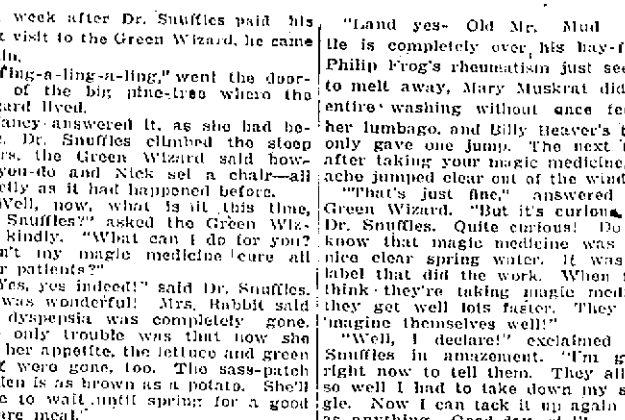 week after Dr. Snuffles paid his
visit to the Green Wizard, he came
"Ting-a-ling-a-ling," went the door-
of the big pine-tree where the
lived.
answered it, as she had be-
Dr. Snuffles climbed the steep
the Green Wizard said how-
you-do and Nick set a chair—all
as it had happened before.
"Well, now, what is it this time,
Snuffles?" asked the Green Wiz-
kindly. "What can I do for you?
my magic medicine cure all
patients?"
"Yes, yes indeed!" said Dr. Snuffles.
was wonderful! Mrs. Rabbit said
dyspepsia was completely gone.
only trouble was that now she
her appetite, the lettuce and green
were gone, too. The sass-patch
is as brown as a potato. She'll
to wait until spring for a good
meal."
"Land yes- Old Mr. Mud
He is completely over his hay-f
Philip Frog's rheumatism just see
to melt away, Mary Muskrat did
entire washing without once fee
her lumbago, and Billy Beaver's t
only gave one jump. The next
after taking your magic medicine,
ache jumped clear out of the wind
"That's just fine," answered
Green Wizard. "But it's curious,
Dr. Snuffles. Quite curious! Do
know that magic medicine was
nice clear spring water. It was
label that did the work. When
think they're taking magic med
they get well lots faster. They
'magine themselves well!"
"Well, I declare!" exclaimed
Snuffles in amazement. "I'm g
right now to tell them. They all
so well I had to take down my s
gle. Now I can tack it up again